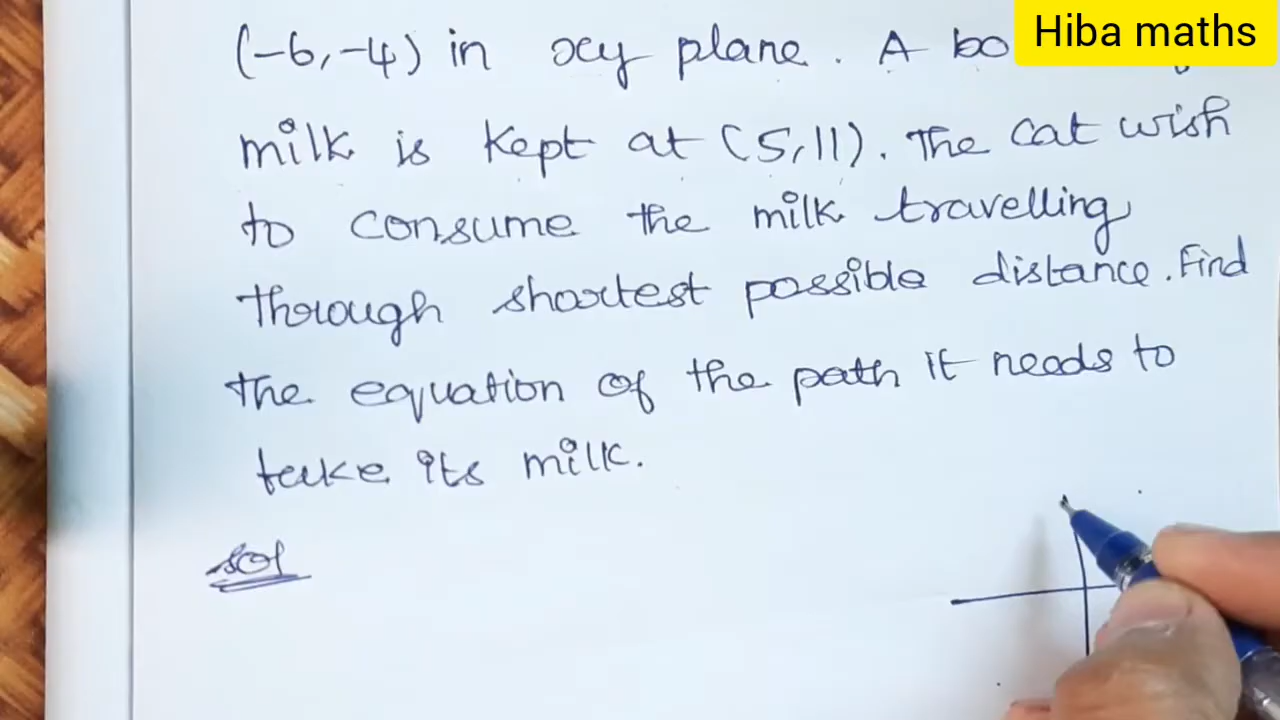 Hiba maths
(-6,-4) in xy plane. A
milk is kept at (5,11). The cat wish
to consume the milk travelling
through shortest possible distance. Find
the equation of the path it needs to
take its milk.
Sol